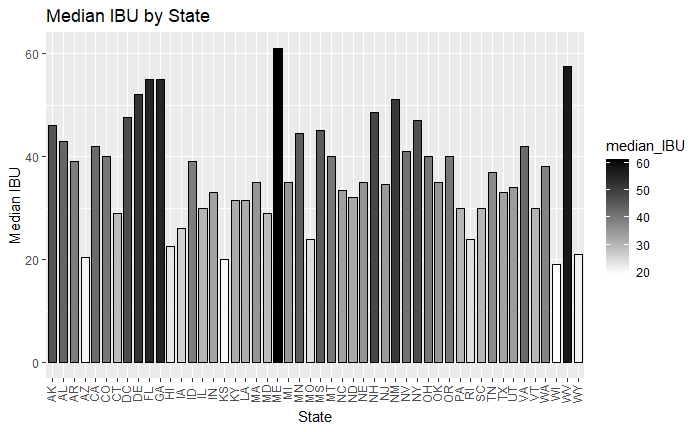 Median IBU by State
Median IBU
60
40
20
0
AK AL AR AZ CA CO CT DC DE FL GA HI IA ID IL IN KS KY LA MA MD ME MI MN MO MS MT NC ND NE NH NJ NM NV NY OH OK OR PA RI SC TN TX UT VA VT WA WI WV WY
State
median_IBU
60
50
40
30
20